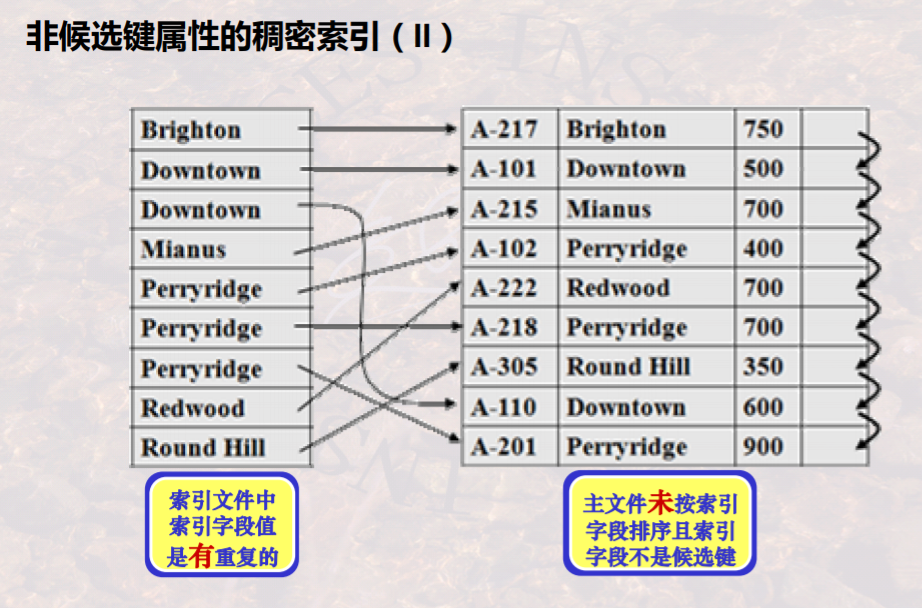 非候选键属性的稠密索引（II）
Brighton
Downtown
Downtown
Mianus
Perryridge
Perryridge
Perryridge
Redwood
Round Hill
A-217 Brighton 750
A-101 Downtown 500
A-215 Mianus 700
A-102 Perryridge 400
A-222 Redwood 700
A-218 Perryridge 700
A-305 Round Hill 350
A-110 Downtown 600
A-201 Perryridge 900
索引文件中
索引字段值
是有重复的
主文件未按索引
字段排序且索引
字段不是候选键